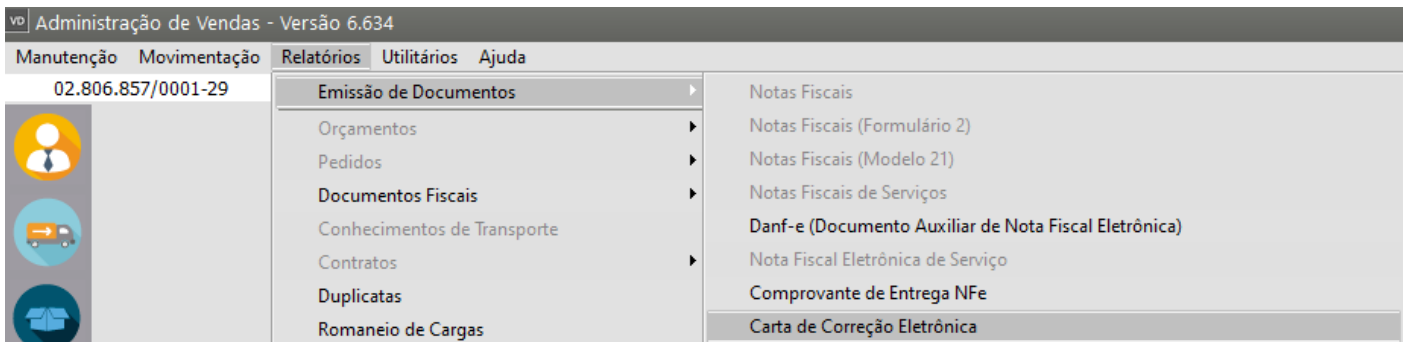 VD Administração de Vendas - Versão 6.634
Manutenção Movimentação Relatórios Utilitários Ajuda
02.806.857/0001-29
Emissão de Documentos
Orçamentos
Pedidos
Documentos Fiscais
Conhecimentos de Transporte
Contratos
Duplicatas
Romaneio de Cargas
Notas Fiscais
Notas Fiscais (Formulário 2)
Notas Fiscais (Modelo 21)
Notas Fiscais de Serviços
Danf-e (Documento Auxiliar de Nota Fiscal Eletrônica)
Nota Fiscal Eletrônica de Serviço
Comprovante de Entrega NFe
Carta de Correção Eletrônica